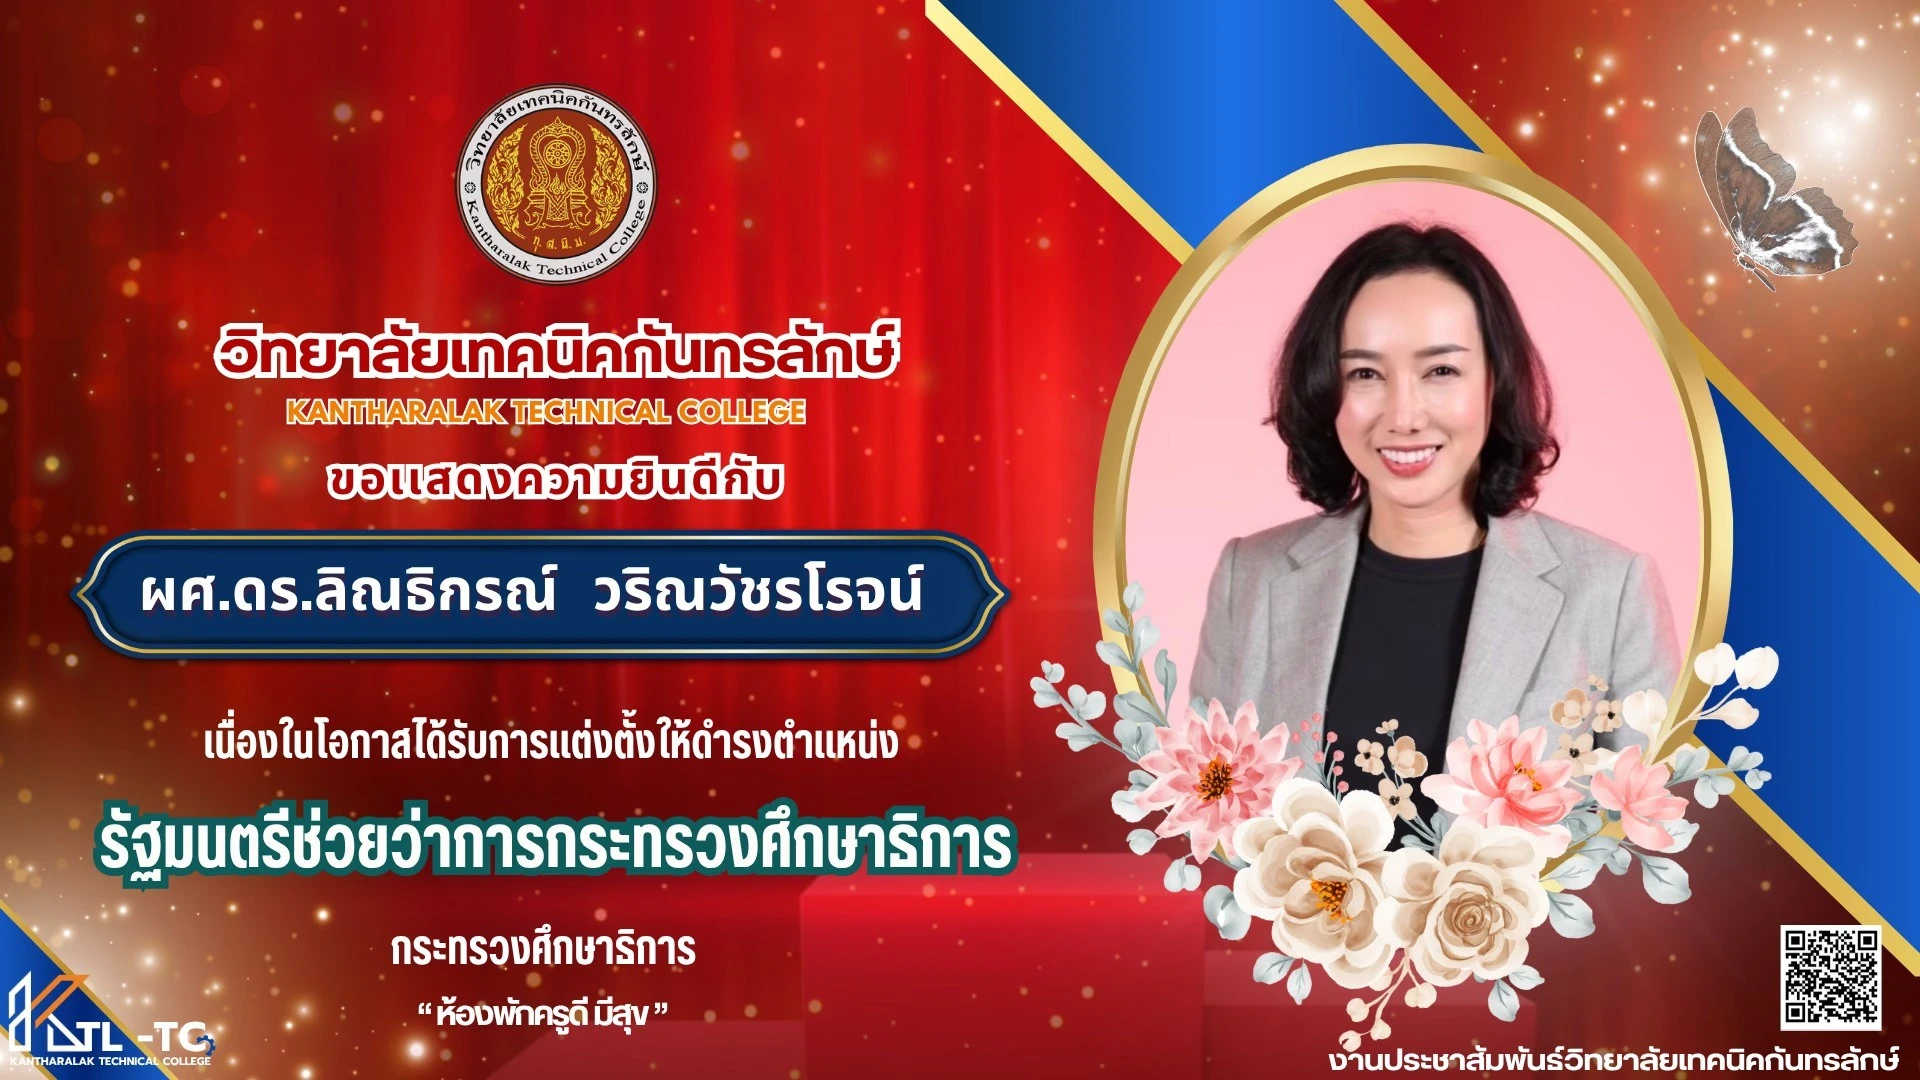 วิทยาลัยเทคนิคกันทรลักษ์
ทุ. ส. นิ. ม.
Kantharalak Technical College
วิทยาลัยเทคนิคกันทรลักษ์
KANTHARALAK TECHNICAL COLLEGE
ขอแสดงความยินดีกับ
ผศ.ดร.ลิณธิภรณ์ วริณวัชรโรจน์
เนื่องในโอกาสได้รับการแต่งตั้งให้ดำรงตำแหน่ง
รัฐมนตรีช่วยว่าการกระทรวงศึกษาธิการ
กระทรวงศึกษาธิการ
“ ห้องพักครูดี มีสุข ”
KTL -TC
KANTHARALAK TECHNICAL COLLEGE
งานประชาสัมพันธ์วิทยาลัยเทคนิคกันทรลักษ์